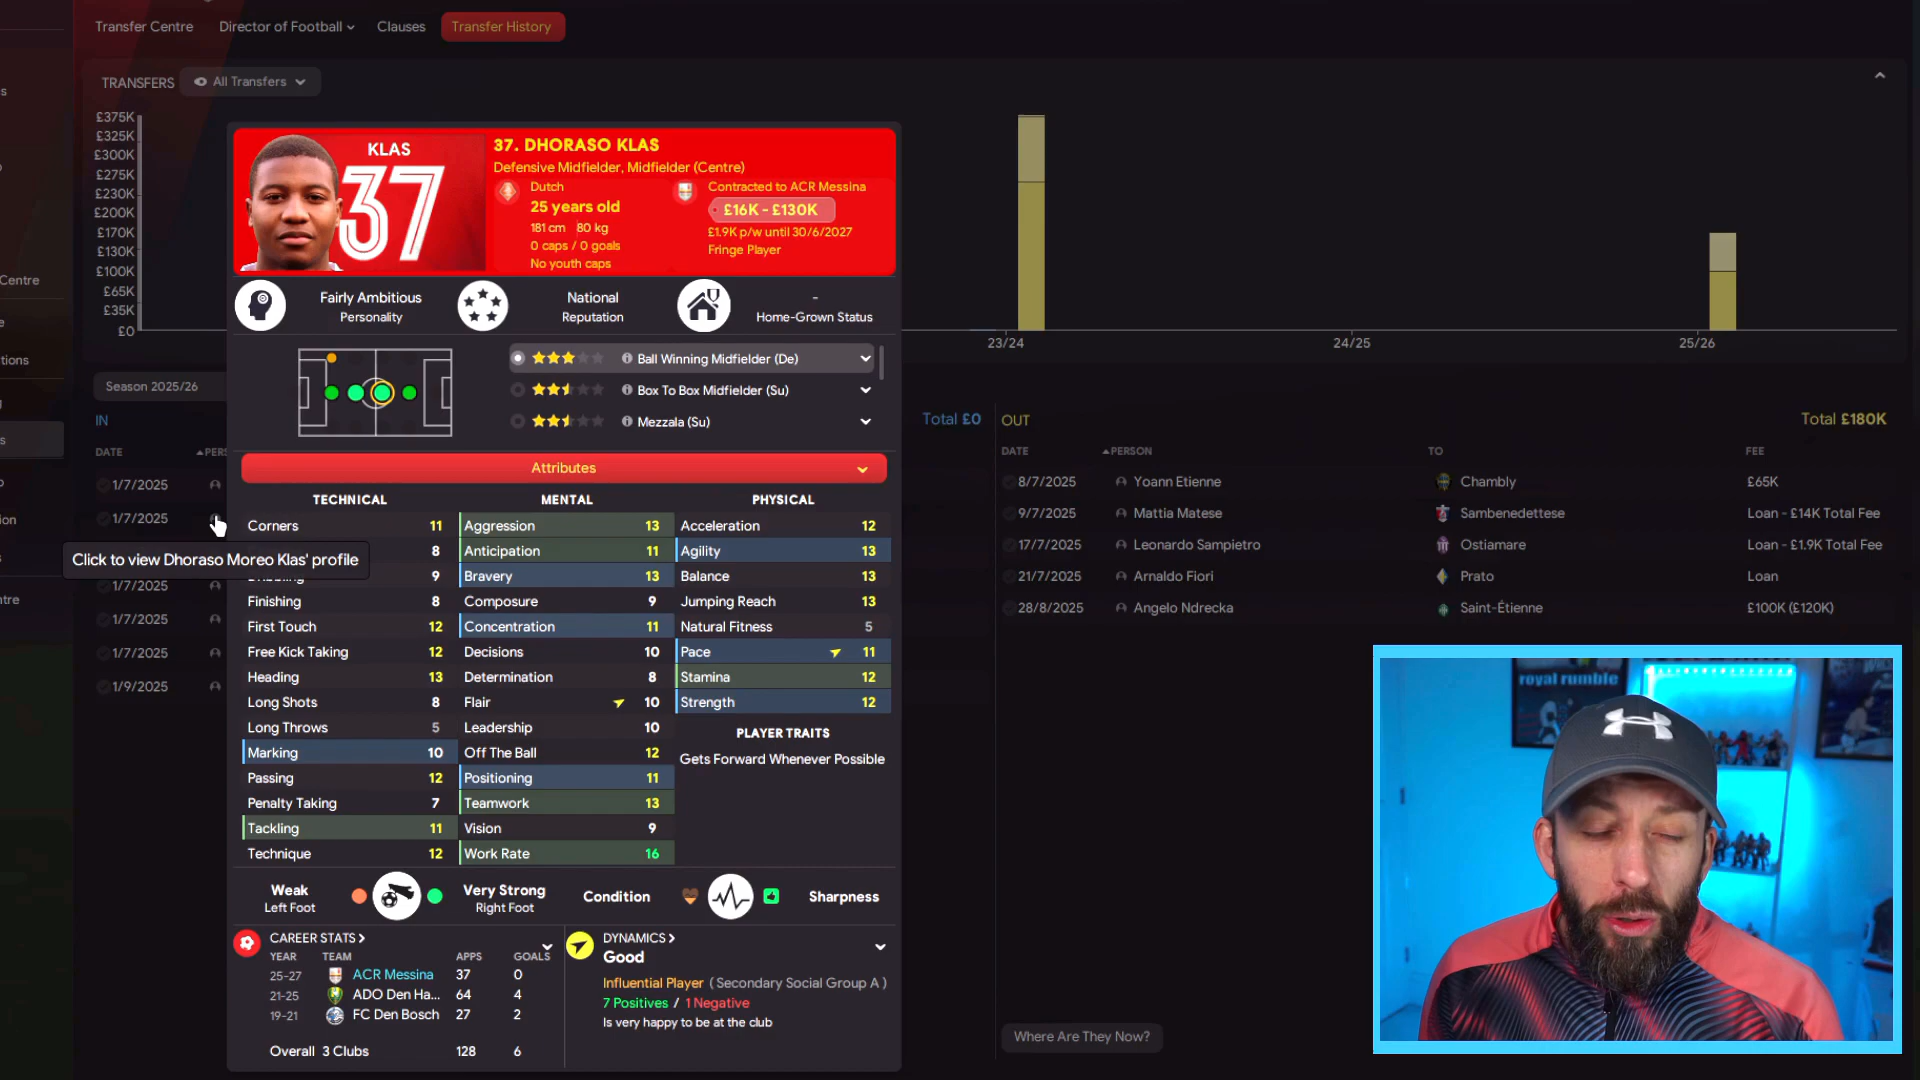 Transfer Centre
Director of Football
Clauses
Transfer History
TRANSFERS
All Transfers
£375K
£325K
£300K
£275K
£230K
£200K
£170K
£130K
£100K
£65K
£35K
£0
23/24
24/25
25/26
KLAS
37
37. DHORASO KLAS
Defensive Midfielder, Midfielder (Centre)
Dutch
25 years old
181 cm 80 kg
0 caps / 0 goals
No youth caps
Contracted to ACR Messina
£16K - £130K
£1.9K p/w until 30/6/2027
Fringe Player
Fairly Ambitious
Personality
National
Reputation
-
Home-Grown Status
Ball Winning Midfielder (De)
Box To Box Midfielder (Su)
Mezzala (Su)
Centre
tions
ion
ntre
Season 2025/26
IN
Total £0
DATE
PERS
1/7/2025
1/7/2025
Click to view Dhoraso Moreo Klas' profile
1/7/2025
1/7/2025
1/7/2025
1/9/2025
Attributes
TECHNICAL
Corners 11
8
Dribbling 9
Finishing 8
First Touch 12
Free Kick Taking 12
Heading 13
Long Shots 8
Long Throws 5
Marking 10
Passing 12
Penalty Taking 7
Tackling 11
Technique 12
MENTAL
Aggression 13
Anticipation 11
Bravery 13
Composure 9
Concentration 11
Decisions 10
Determination 8
Flair 10
Leadership 10
Off The Ball 12
Positioning 11
Teamwork 13
Vision 9
Work Rate 16
PHYSICAL
Acceleration 12
Agility 13
Balance 13
Jumping Reach 13
Natural Fitness 5
Pace 11
Stamina 12
Strength 12
PLAYER TRAITS
Gets Forward Whenever Possible
Weak
Left Foot
Very Strong
Right Foot
Condition
Sharpness
CAREER STATS
YEAR TEAM APPS GOALS
25-27 ACR Messina 37 0
21-25 ADO Den Ha... 64 4
19-21 FC Den Bosch 27 2
Overall 3 Clubs 128 6
DYNAMICS
Good
Influential Player (Secondary Social Group A)
7 Positives / 1 Negative
Is very happy to be at the club
OUT
Total £180K
DATE PERSON TO FEE
8/7/2025 Yoann Etienne Chambly £65K
9/7/2025 Mattia Matese Sambenedettese Loan - £14K Total Fee
17/7/2025 Leonardo Sampietro Ostiamare Loan - £1.9K Total Fee
21/7/2025 Arnaldo Fiori Prato Loan
28/8/2025 Angelo Ndrecka Saint-Étienne £100K (£120K)
Where Are They Now?
royal rumble